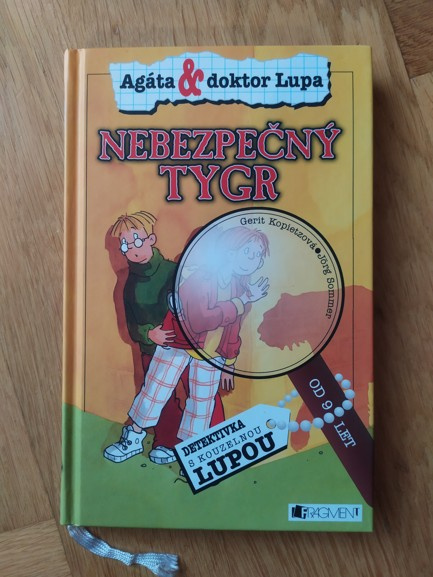 Agáta & doktor Lupa
NEBEZPEČNÝ
TYGR
Gerit Kopietzová • Jörg Sommer
OD 9 LET
DETEKTIVKA
S KOUZELNOU
LUPOU
FRAGMENT